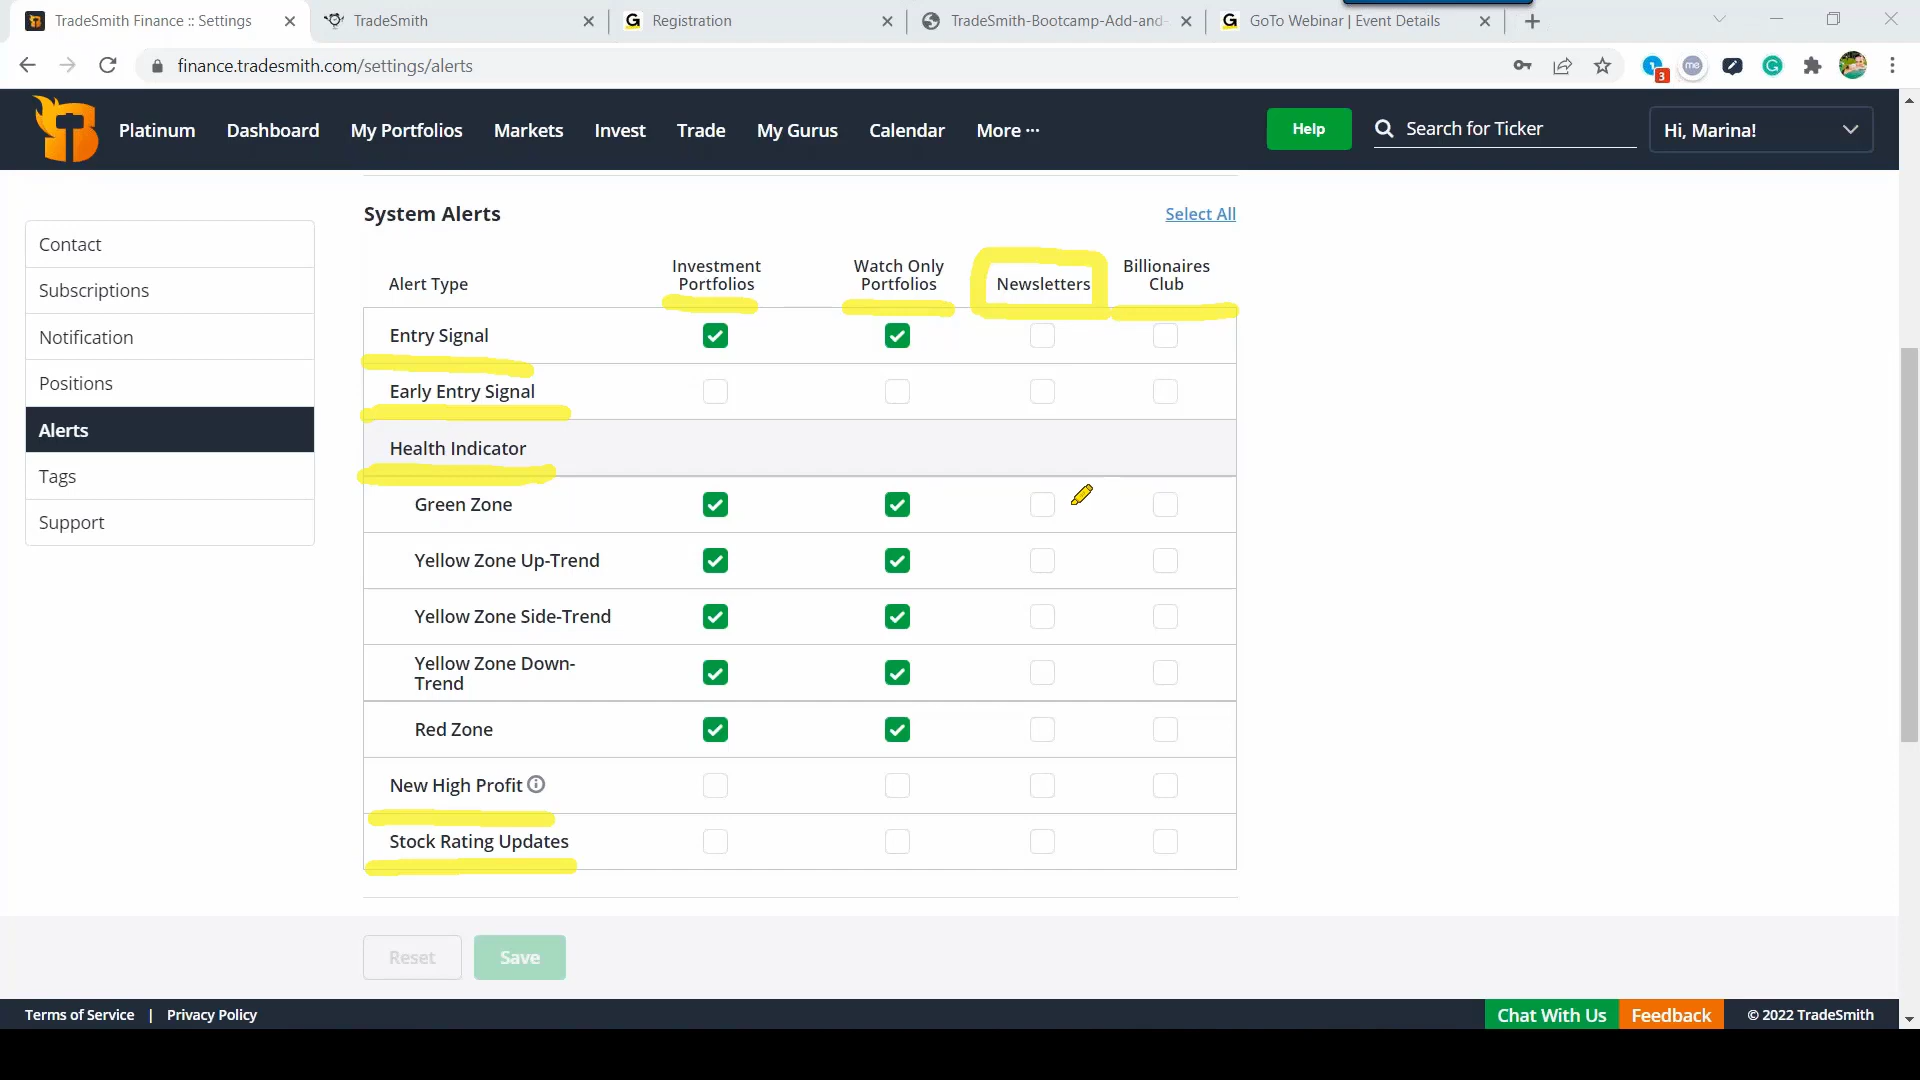 TradeSmith Finance :: Settings
TradeSmith
G Registration
TradeSmith-Bootcamp-Add-and-
G GoTo Webinar | Event Details
finance.tradesmith.com/settings/alerts
3
me
Platinum Dashboard My Portfolios Markets Invest Trade My Gurus Calendar More ···
Help
Search for Ticker
Hi, Marina!
Contact
Subscriptions
Notification
Positions
Alerts
Tags
Support
System Alerts
Select All
Alert Type
Investment
Portfolios
Watch Only
Portfolios
Newsletters
Billionaires
Club
Entry Signal
Early Entry Signal
Health Indicator
Green Zone
Yellow Zone Up-Trend
Yellow Zone Side-Trend
Yellow Zone Down-
Trend
Red Zone
New High Profit
Stock Rating Updates
Reset
Save
Terms of Service | Privacy Policy
Chat With Us
Feedback
© 2022 TradeSmith